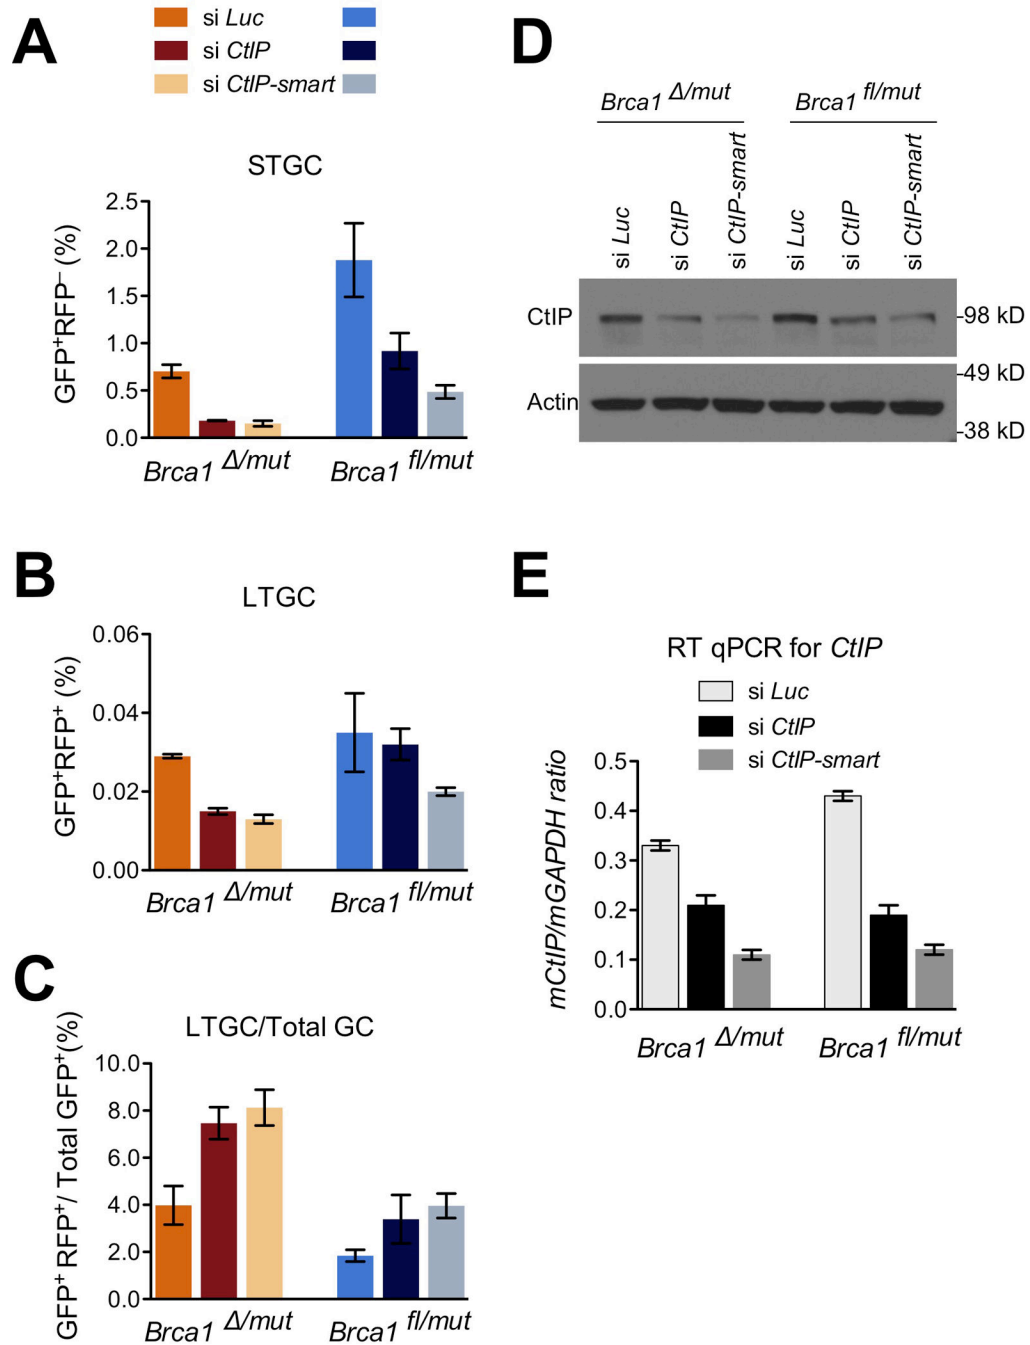 A
si Luc
si CtIP
si CtIP-smart
STGC
GFP⁺RFP⁻ (%)
2.5
2.0
1.5
1.0
0.5
0.0
Brca1 Δ/mut
Brca1 fl/mut
B
LTGC
GFP⁺RFP⁺ (%)
0.06
0.04
0.02
0.00
Brca1 Δ/mut
Brca1 fl/mut
C
LTGC/Total GC
GFP⁺ RFP⁺/ Total GFP⁺(%)
10.0
8.0
6.0
4.0
2.0
0.0
Brca1 Δ/mut
Brca1 fl/mut
D
Brca1 Δ/mut
Brca1 fl/mut
si Luc
si CtIP
si CtIP-smart
si Luc
si CtIP
si CtIP-smart
CtIP
-98 kD
-49 kD
Actin
-38 kD
E
RT qPCR for CtIP
si Luc
si CtIP
si CtIP-smart
mCtIP/mGAPDH ratio
0.5
0.4
0.3
0.2
0.1
0.0
Brca1 Δ/mut
Brca1 fl/mut